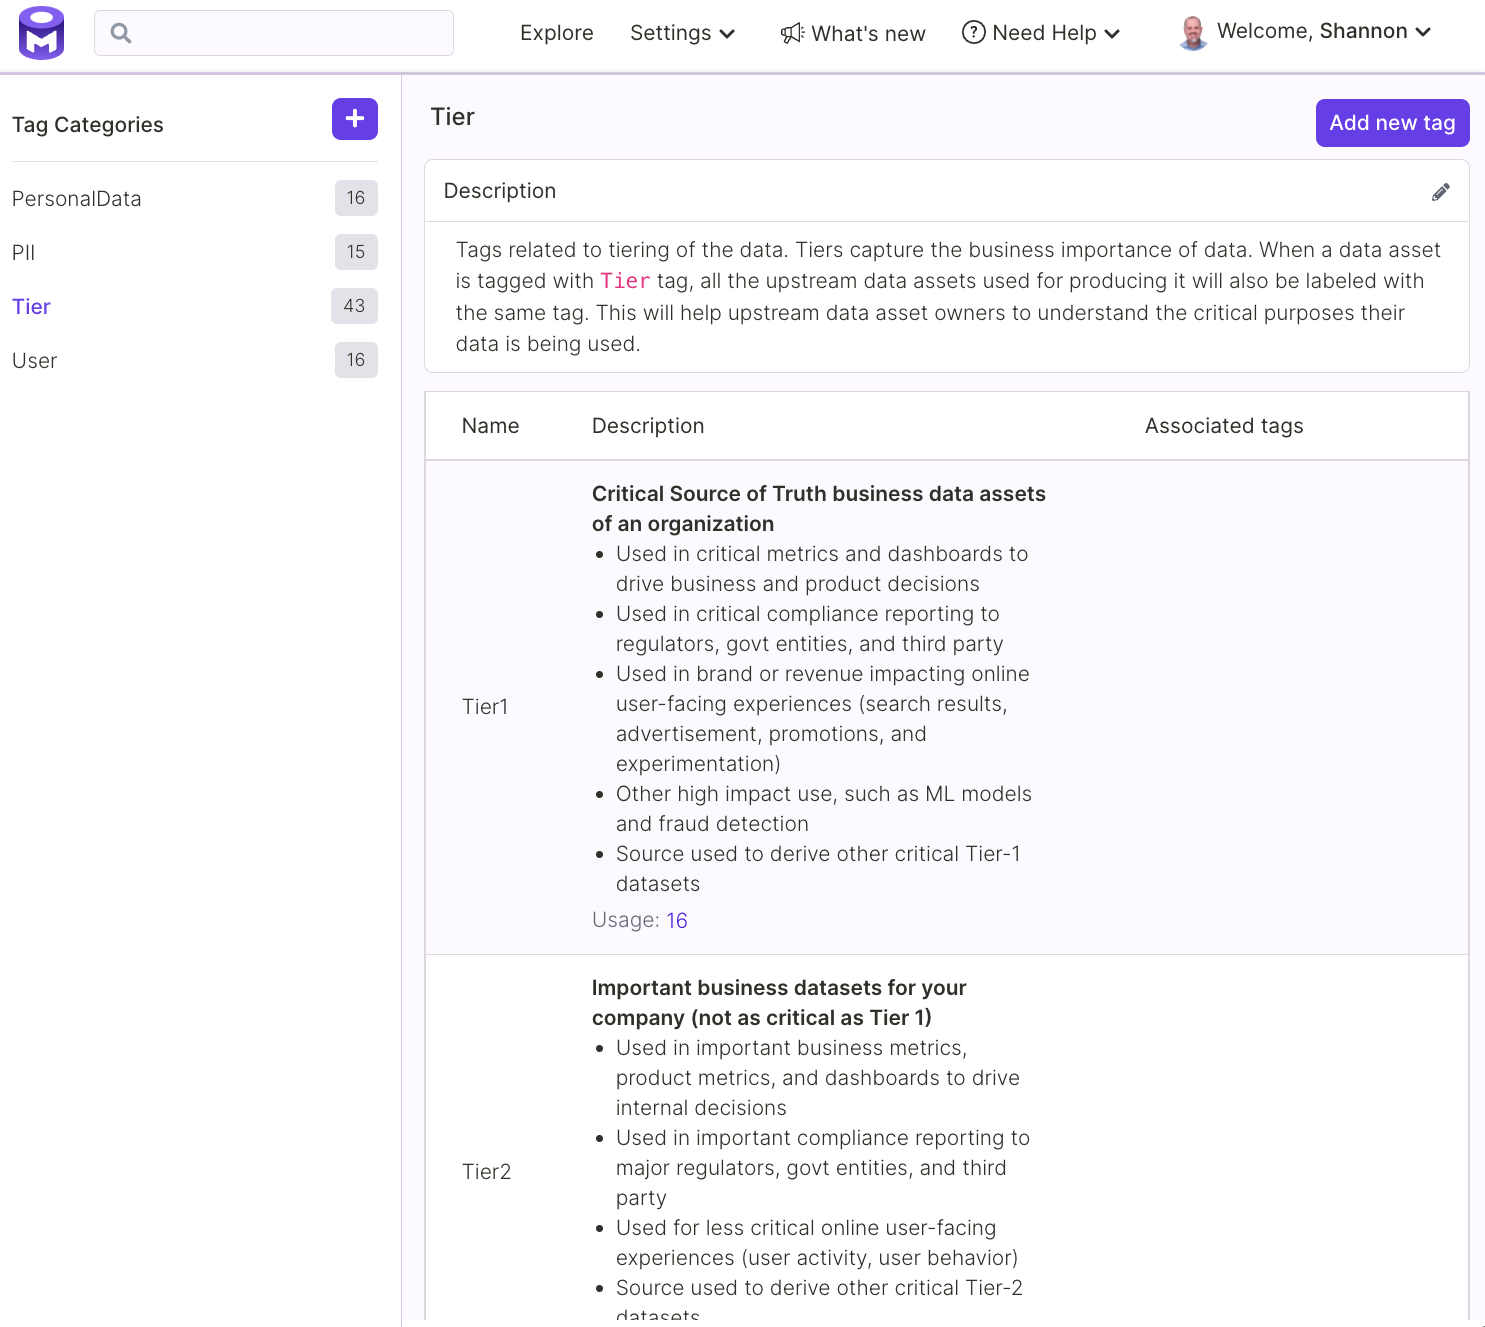 Explore
Settings
What's new
Need Help
Welcome, Shannon
Tag Categories
PersonalData 16
PII 15
Tier 43
User 16
Tier
Add new tag
Description
Tags related to tiering of the data. Tiers capture the business importance of data. When a data asset
is tagged with Tier tag, all the upstream data assets used for producing it will also be labeled with
the same tag. This will help upstream data asset owners to understand the critical purposes their
data is being used.
Name Description Associated tags
Tier1
Critical Source of Truth business data assets
of an organization
• Used in critical metrics and dashboards to
drive business and product decisions
• Used in critical compliance reporting to
regulators, govt entities, and third party
• Used in brand or revenue impacting online
user-facing experiences (search results,
advertisement, promotions, and
experimentation)
• Other high impact use, such as ML models
and fraud detection
• Source used to derive other critical Tier-1
datasets
Usage: 16
Tier2
Important business datasets for your
company (not as critical as Tier 1)
• Used in important business metrics,
product metrics, and dashboards to drive
internal decisions
• Used in important compliance reporting to
major regulators, govt entities, and third
party
• Used for less critical online user-facing
experiences (user activity, user behavior)
• Source used to derive other critical Tier-2
datasets